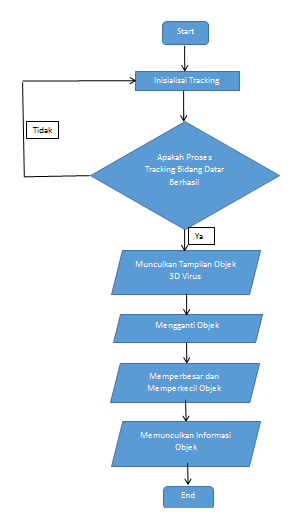 Start
Inisialisai Tracking
Tidak
Apakah Proses
Tracking Bidang Datar
Berhasil
Ya
Munculkan Tampilan Objek
3D Virus
Mengganti Objek
Memperbesar dan
Memperkecil Objek
Memunculkan Informasi
Objek
End